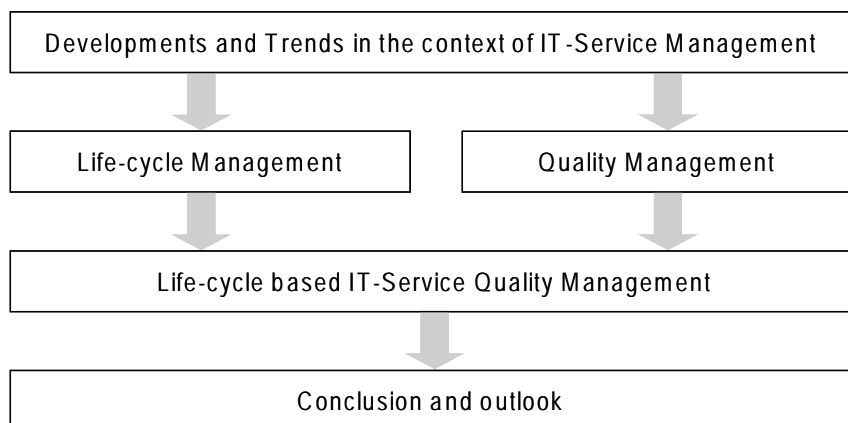 Developments and Trends in the context of IT-Service Management
Life-cycle Management
Quality Management
Life-cycle based IT-Service Quality Management
Conclusion and outlook